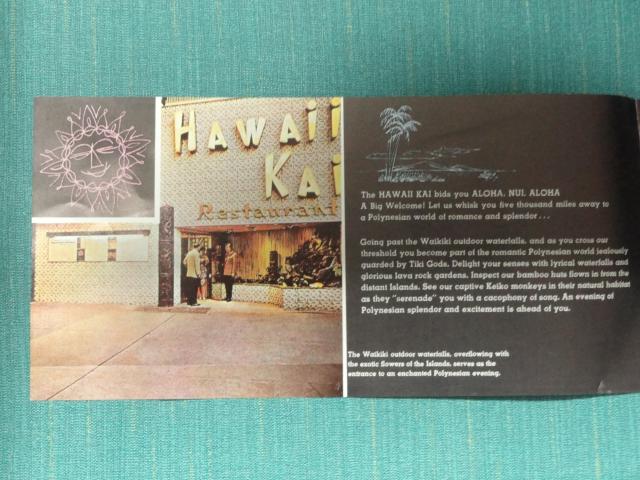 HAWAII
KAI
Restaurant
The HAWAII KAI bids you ALOHA, NUI, ALOHA
A Big Welcome! Let us whisk you five thousand miles away to
a Polynesian world of romance and splendor...
Going past the Waikiki outdoor waterfalls, and as you cross our
threshold you become part of the romantic Polynesian world jealously
guarded by Tiki Gods. Delight your senses with lyrical waterfalls and
glorious lava rock gardens. Inspect our bamboo huts flown in from the
distant Islands. See our captive Keiko monkeys in their natural habitat
as they "serenade" you with a cacophony of song. An evening of
Polynesian splendor and excitement is ahead of you.
The Waikiki outdoor waterfalls, overflowing with
the exotic flowers of the Islands, serves as the
entrance to an enchanted Polynesian evening.